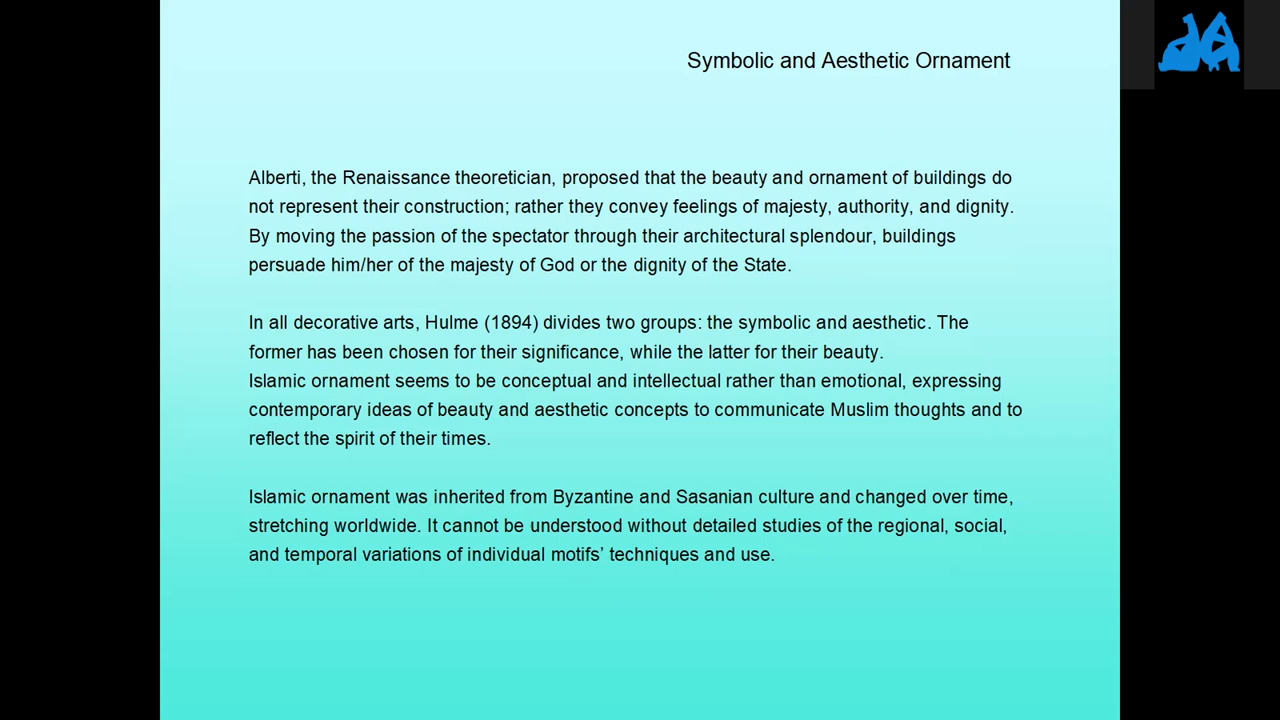 Symbolic and Aesthetic Ornament
Alberti, the Renaissance theoretician, proposed that the beauty and ornament of buildings do
not represent their construction; rather they convey feelings of majesty, authority, and dignity.
By moving the passion of the spectator through their architectural splendour, buildings
persuade him/her of the majesty of God or the dignity of the State.
In all decorative arts, Hulme (1894) divides two groups: the symbolic and aesthetic. The
former has been chosen for their significance, while the latter for their beauty.
Islamic ornament seems to be conceptual and intellectual rather than emotional, expressing
contemporary ideas of beauty and aesthetic concepts to communicate Muslim thoughts and to
reflect the spirit of their times.
Islamic ornament was inherited from Byzantine and Sasanian culture and changed over time,
stretching worldwide. It cannot be understood without detailed studies of the regional, social,
and temporal variations of individual motifs' techniques and use.